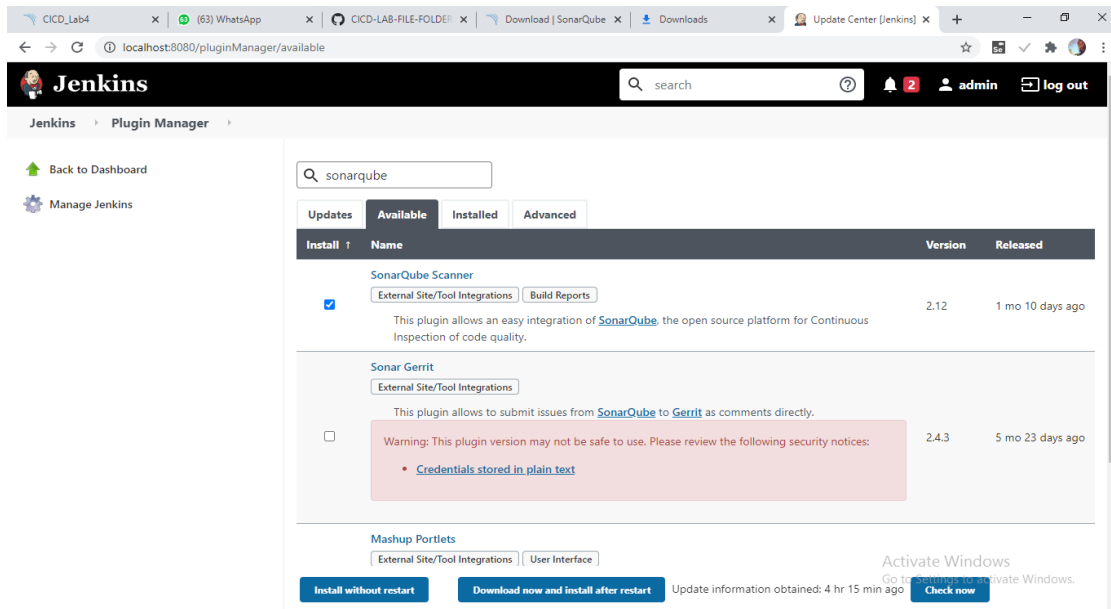 CICD_Lab4
(63) WhatsApp
CICD-LAB-FILE-FOLDER
Download | SonarQube
Downloads
Update Center [Jenkins]
localhost:8080/pluginManager/available
Jenkins
search
2
admin
log out
Jenkins
Plugin Manager
Back to Dashboard
Manage Jenkins
sonarqube
Updates
Available
Installed
Advanced
Install ↑
Name
Version
Released
SonarQube Scanner
External Site/Tool Integrations
Build Reports
This plugin allows an easy integration of SonarQube, the open source platform for Continuous
Inspection of code quality.
2.12
1 mo 10 days ago
Sonar Gerrit
External Site/Tool Integrations
This plugin allows to submit issues from SonarQube to Gerrit as comments directly.
Warning: This plugin version may not be safe to use. Please review the following security notices:
Credentials stored in plain text
2.4.3
5 mo 23 days ago
Mashup Portlets
External Site/Tool Integrations
User Interface
Activate Windows
Go to Settings to activate Windows.
Install without restart
Download now and install after restart
Update information obtained: 4 hr 15 min ago
Check now